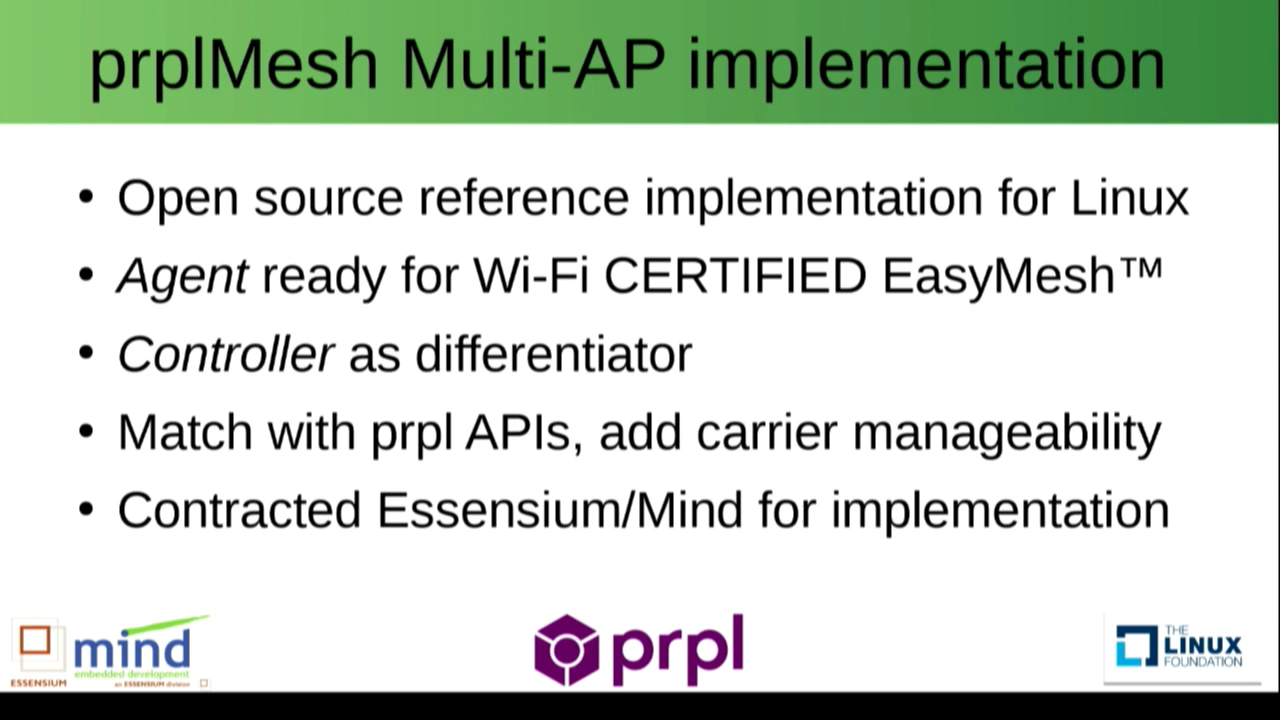 prplMesh Multi-AP implementation
• Open source reference implementation for Linux
• Agent ready for Wi-Fi CERTIFIED EasyMesh™
• Controller as differentiator
• Match with prpl APIs, add carrier manageability
• Contracted Essensium/Mind for implementation
mind
embedded development
ESSENSIUM
an ESSENSIUM division
prpl
THE
LINUX
FOUNDATION